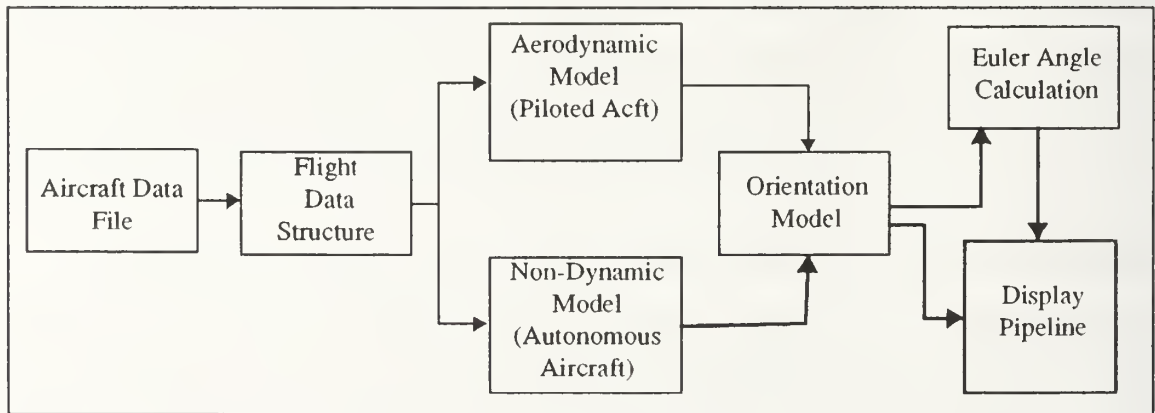 Aircraft Data
File
Flight
Data
Structure
Aerodynamic
Model
(Piloted Acft)
Non-Dynamic
Model
(Autonomous
Aircraft)
Orientation
Model
Euler Angle
Calculation
Display
Pipeline